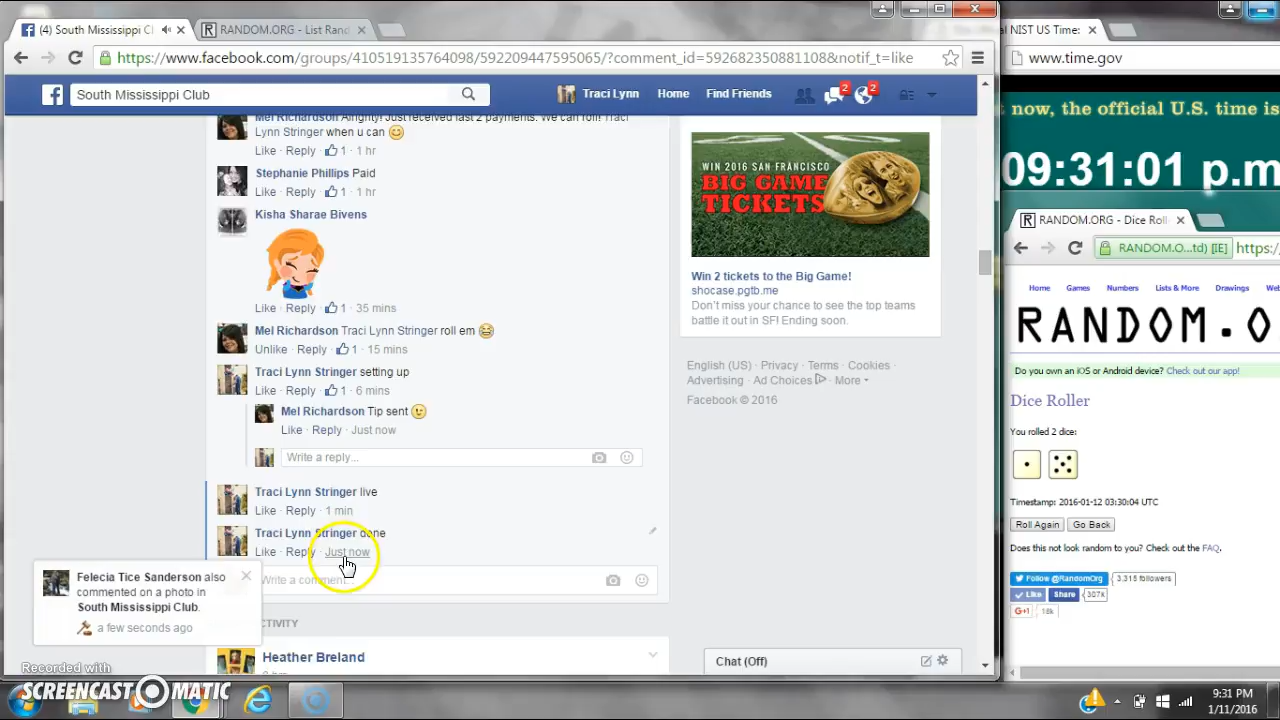 (4) South Mississippi Cl
RANDOM.ORG - List Rand
NIST US Time:
https://www.facebook.com/groups/410519135764098/592209447595065/?comment_id=592682350881108&notif_t=like
www.time.gov
South Mississippi Club
Traci Lynn
Home
Find Friends
2
2
now, the official U.S. time is
09:31:01 p.m
Mel Richardson Alrighty! Just received last 2 payments. We can roll! Traci
Lynn Stringer when u can
Like · Reply · 1 · 1 hr
Stephanie Phillips Paid
Like · Reply · 1 · 1 hr
Kisha Sharae Bivens
Like · Reply · 1 · 35 mins
Mel Richardson Traci Lynn Stringer roll em
Unlike · Reply · 1 · 15 mins
Traci Lynn Stringer setting up
Like · Reply · 1 · 6 mins
Mel Richardson Tip sent
Like · Reply · Just now
Write a reply...
Traci Lynn Stringer live
Like · Reply · 1 min
Traci Lynn Stringer done
Like · Reply · Just now
Write a comment...
Felecia Tice Sanderson also
commented on a photo in
South Mississippi Club.
a few seconds ago
CTIVITY
Heather Breland
WIN 2016 SAN FRANCISCO
BIG GAME
TICKETS
Win 2 tickets to the Big Game!
shocase.pgtb.me
Don't miss your chance to see the top teams
battle it out in SF! Ending soon.
English (US) · Privacy · Terms · Cookies ·
Advertising · Ad Choices · More
Facebook © 2016
Chat (Off)
RANDOM.ORG - Dice Roll
RANDOM.O...td) [IE]
https:/
Home
Games
Numbers
Lists & More
Drawings
Web
RANDOM.O
Do you own an iOS or Android device? Check out our app!
Dice Roller
You rolled 2 dice:
Timestamp: 2016-01-12 03:30:04 UTC
Roll Again
Go Back
Does this not look random to you? Check out the FAQ.
Follow @RandomOrg
3,315 followers
Like
Share
307k
G+1
18k
Recorded with
SCREENCAST-O-MATIC
9:31 PM
1/11/2016